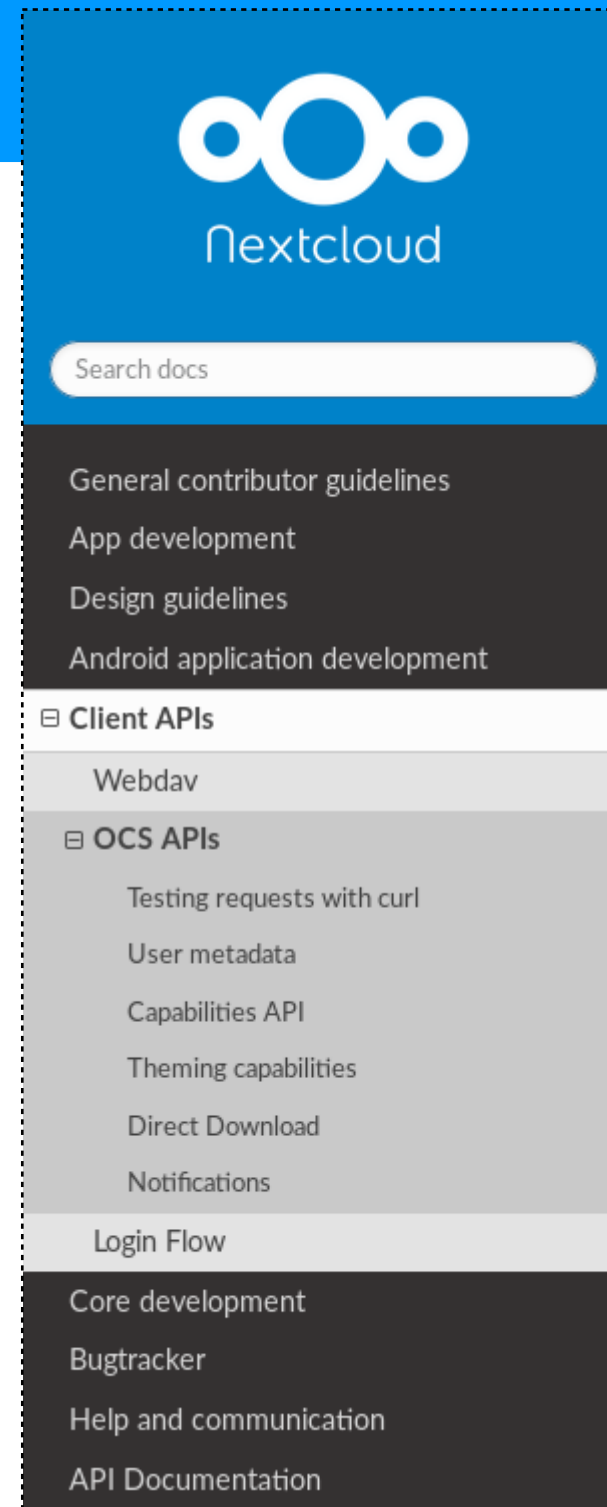 Nextcloud
Search docs
General contributor guidelines
App development
Design guidelines
Android application development
Client APIs
Webdav
OCS APIs
Testing requests with curl
User metadata
Capabilities API
Theming capabilities
Direct Download
Notifications
Login Flow
Core development
Bugtracker
Help and communication
API Documentation